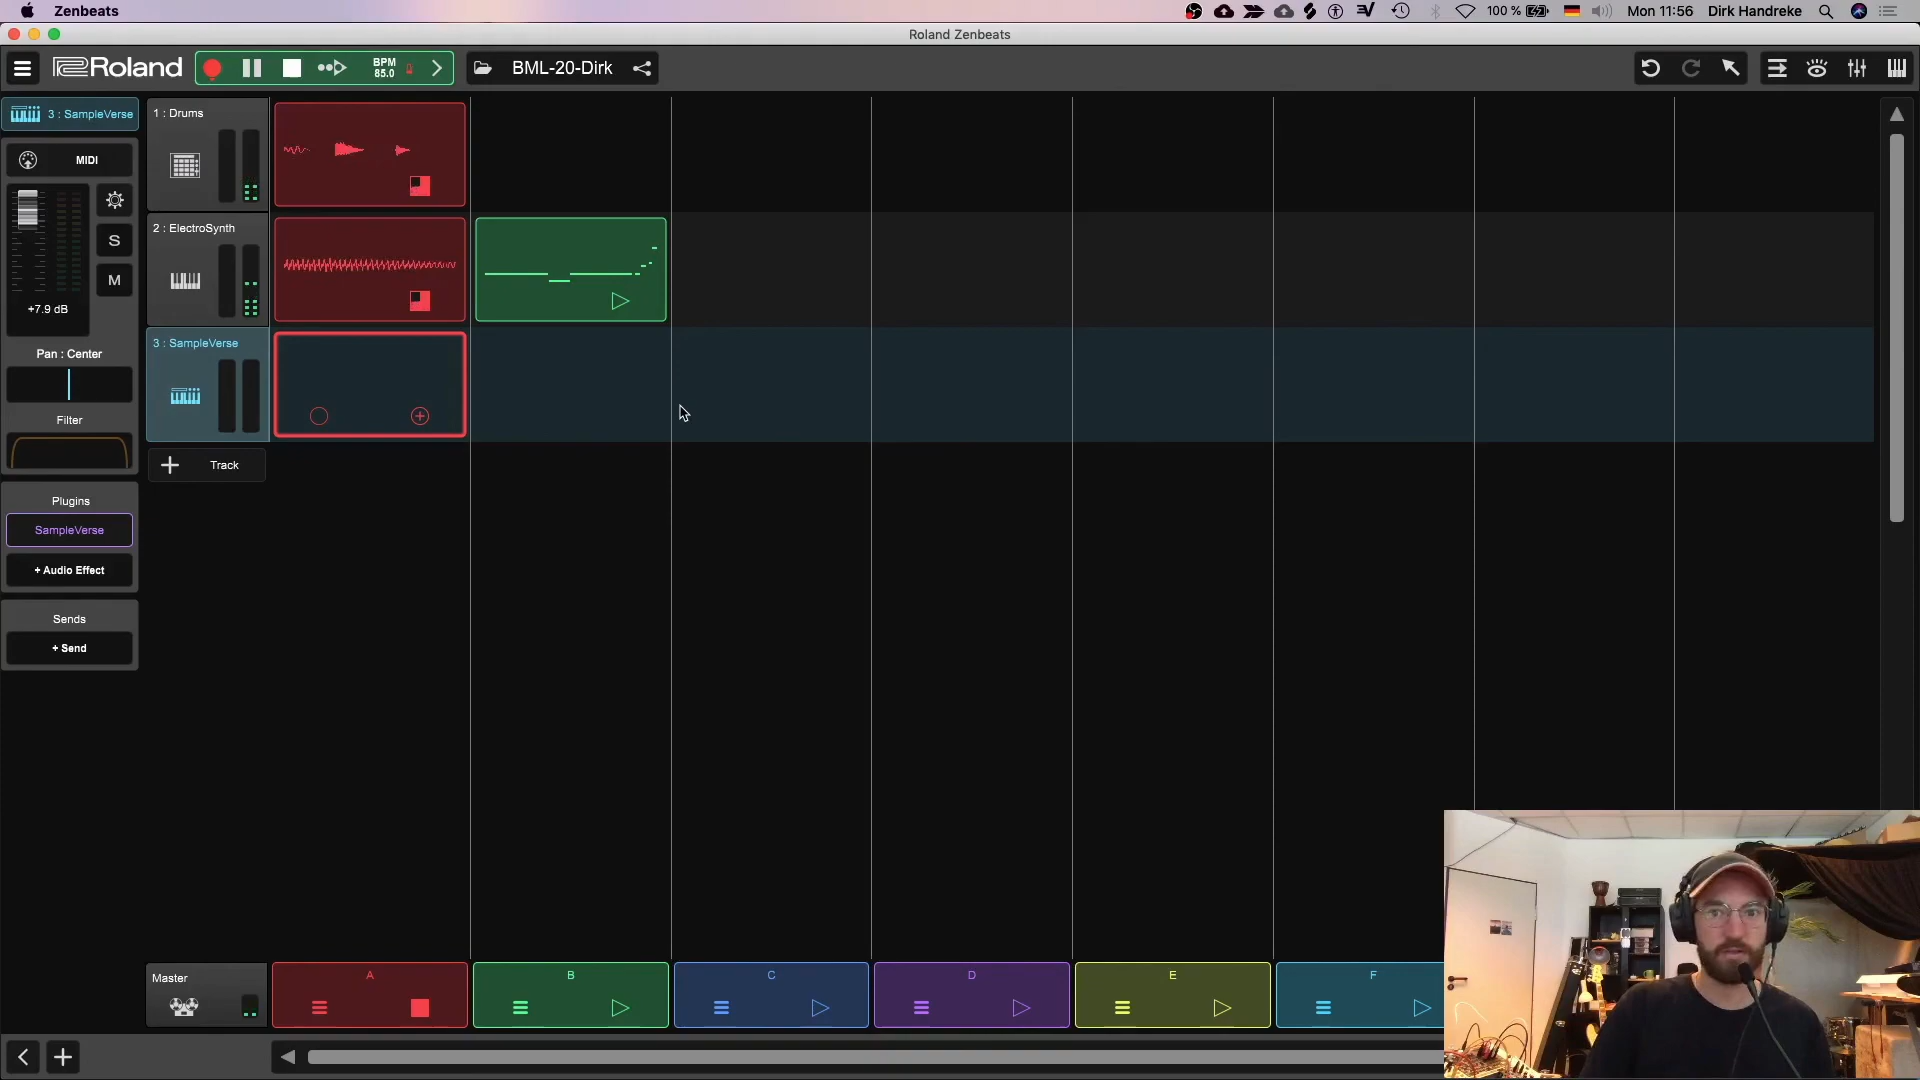 Zenbeats
100 %
Mon 11:56
Dirk Handreke
Roland Zenbeats
Roland
BPM
85.0
BML-20-Dirk
3 : SampleVerse
MIDI
S
M
+7.9 dB
Pan : Center
Filter
Plugins
SampleVerse
+ Audio Effect
Sends
+ Send
1 : Drums
2 : ElectroSynth
3 : SampleVerse
Track
Master
A
B
C
D
E
F